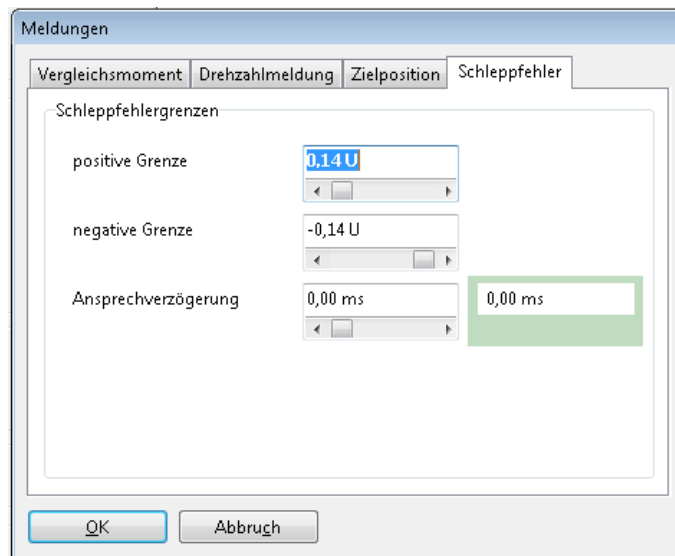 Meldungen
Vergleichsmoment Drehzahlmeldung Zielposition Schleppfehler
Schleppfehlergrenzen
positive Grenze 0,14 U
negative Grenze -0,14 U
Ansprechverzögerung 0,00 ms 0,00 ms
OK Abbruch